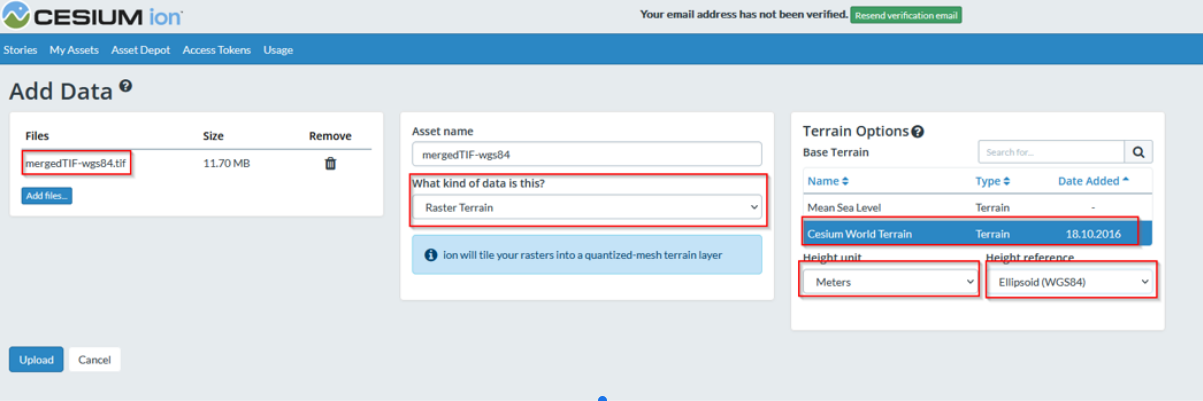 CESIUM ion
Your email address has not been verified. Resend verification email
Stories My Assets Asset Depot Access Tokens Usage
Add Data ?
Files Size Remove
mergedTIF-wgs84.tif 11.70 MB
Add files...
Asset name
mergedTIF-wgs84
What kind of data is this?
Raster Terrain
ion will tile your rasters into a quantized-mesh terrain layer
Terrain Options ?
Base Terrain Search for...
Name Type Date Added
Mean Sea Level Terrain -
Cesium World Terrain Terrain 18.10.2016
Height unit Height reference
Meters Ellipsoid (WGS84)
Upload Cancel